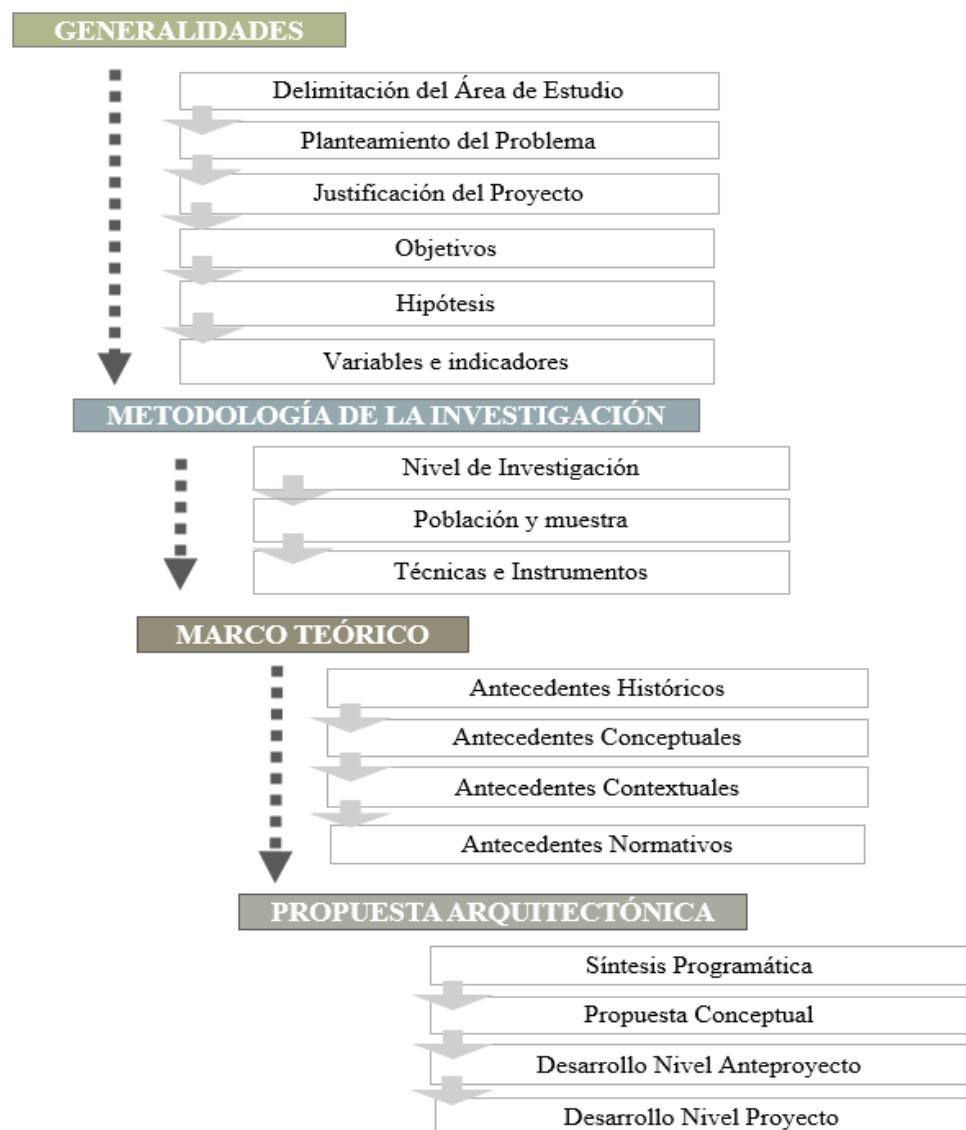 GENERALIDADES
Delimitación del Área de Estudio
Planteamiento del Problema
Justificación del Proyecto
Objetivos
Hipótesis
Variables e indicadores
METODOLOGÍA DE LA INVESTIGACIÓN
Nivel de Investigación
Población y muestra
Técnicas e Instrumentos
MARCO TEÓRICO
Antecedentes Históricos
Antecedentes Conceptuales
Antecedentes Contextuales
Antecedentes Normativos
PROPUESTA ARQUITECTÓNICA
Síntesis Programática
Propuesta Conceptual
Desarrollo Nivel Anteproyecto
Desarrollo Nivel Proyecto